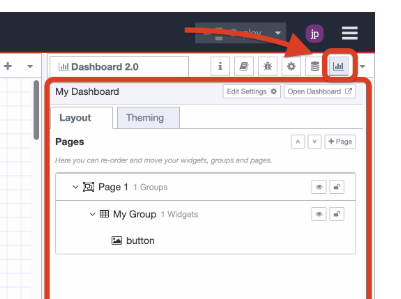 Deploy
jp
Dashboard 2.0
i
My Dashboard
Edit Settings
Open Dashboard
Layout
Theming
Pages
+ Page
Here you can re-order and move your widgets, groups and pages.
Page 1 1 Groups
My Group 1 Widgets
button